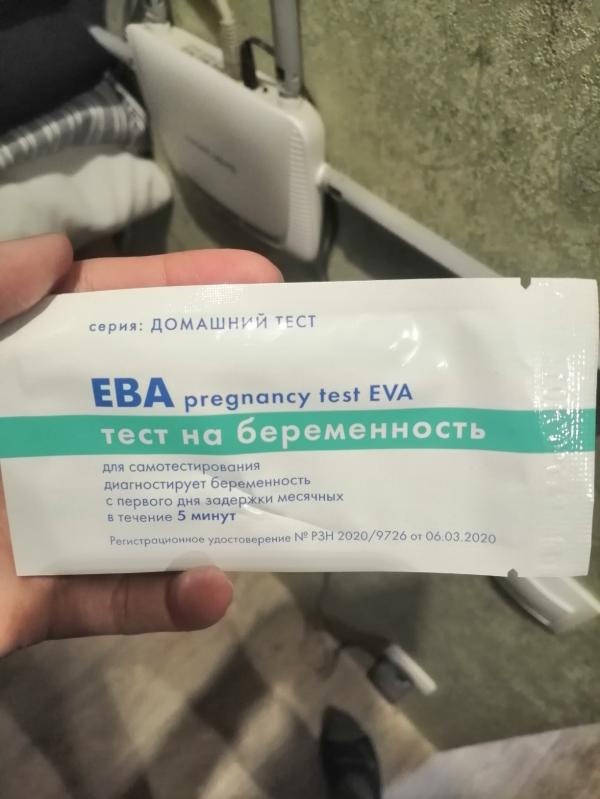 серия: ДОМАШНИЙ ТЕСТ
ЕВА pregnancy test EVA
тест на беременность
для самотестирования
диагностирует беременность
с первого дня задержки месячных
в течение 5 минут
Регистрационное удостоверение № РЗН 2020/9726 от 06.03.2020